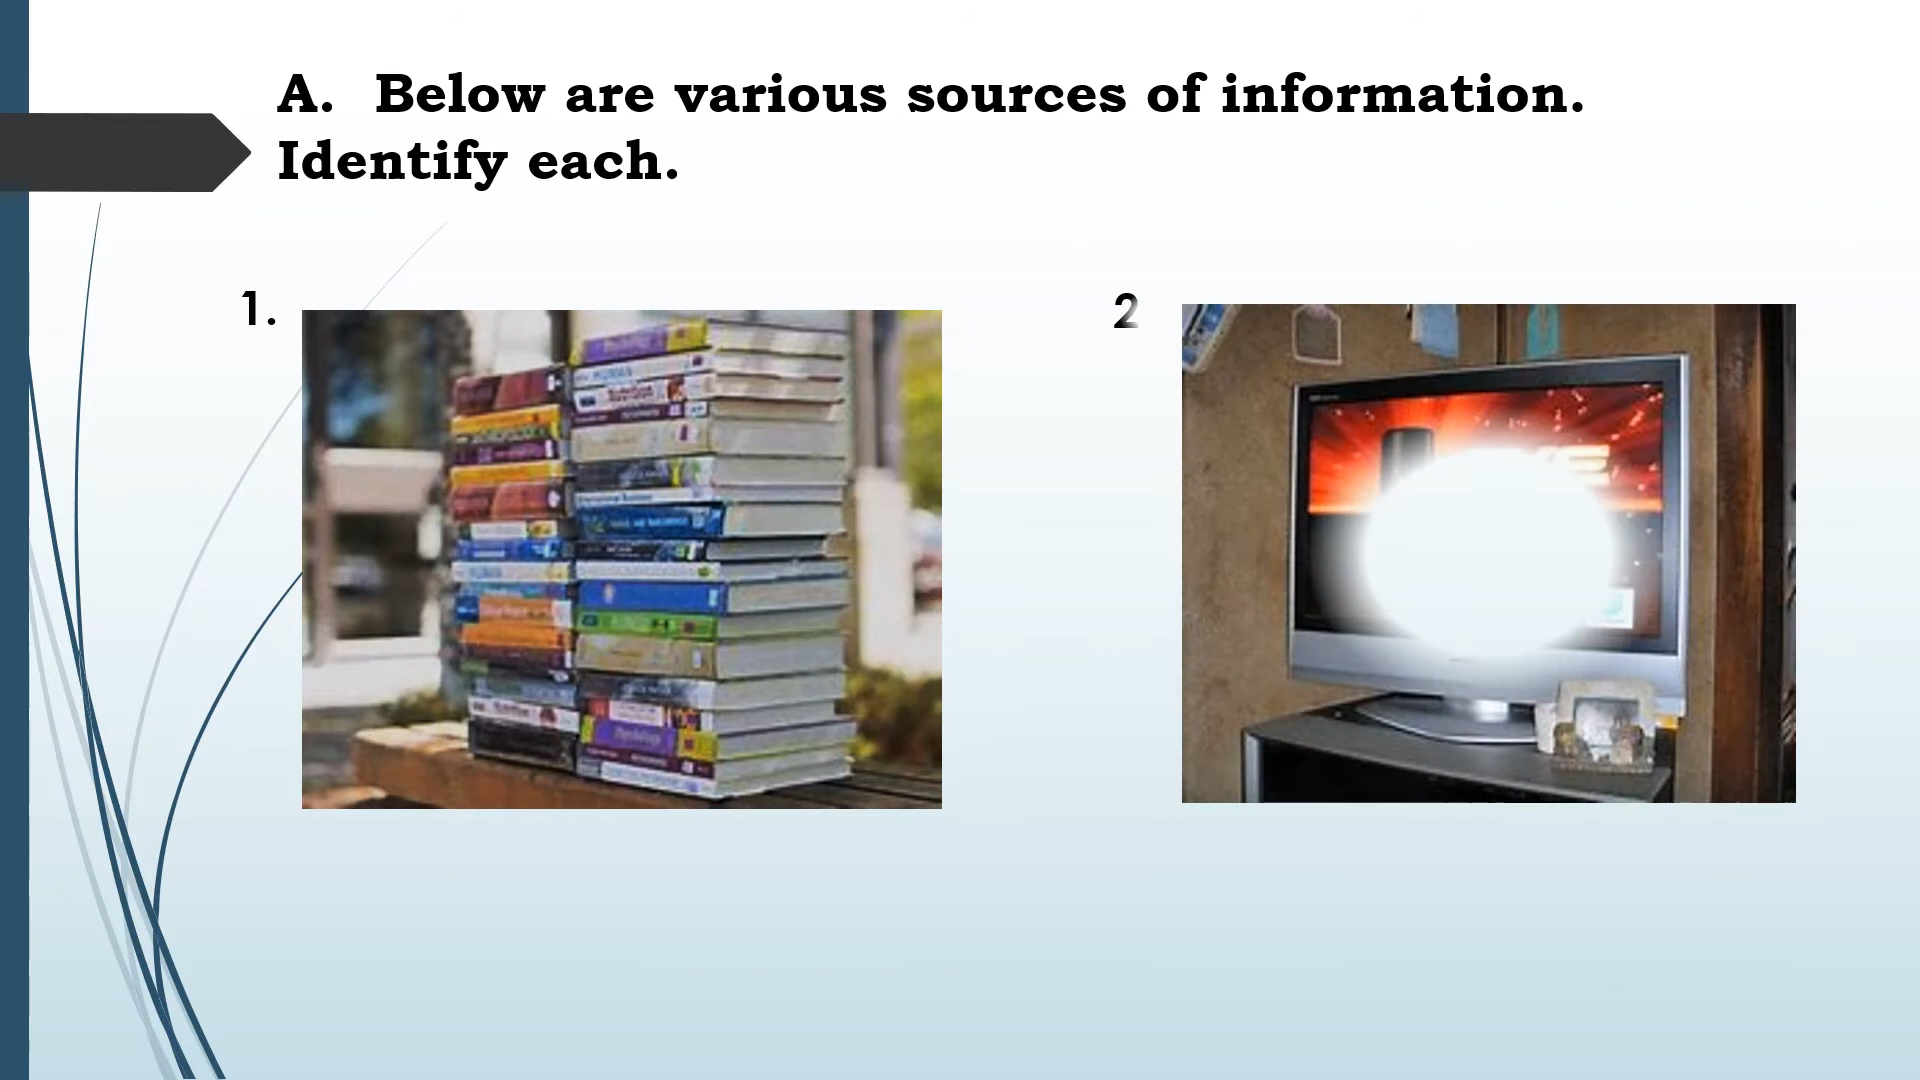 A. Below are various sources of information.
Identify each.
1.
2